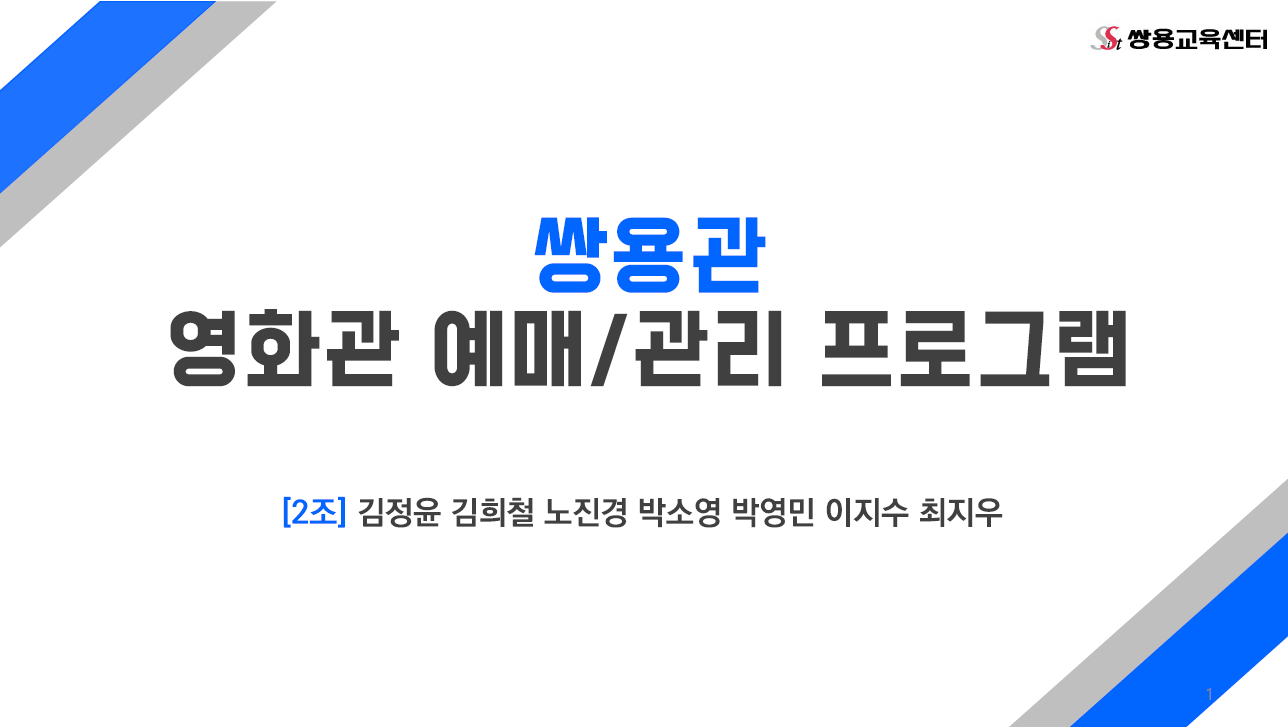 Sist 쌍용교육센터
쌍용관
영화관 예매/관리 프로그램
[2조] 김정윤 김희철 노진경 박소영 박영민 이지수 최지우
1